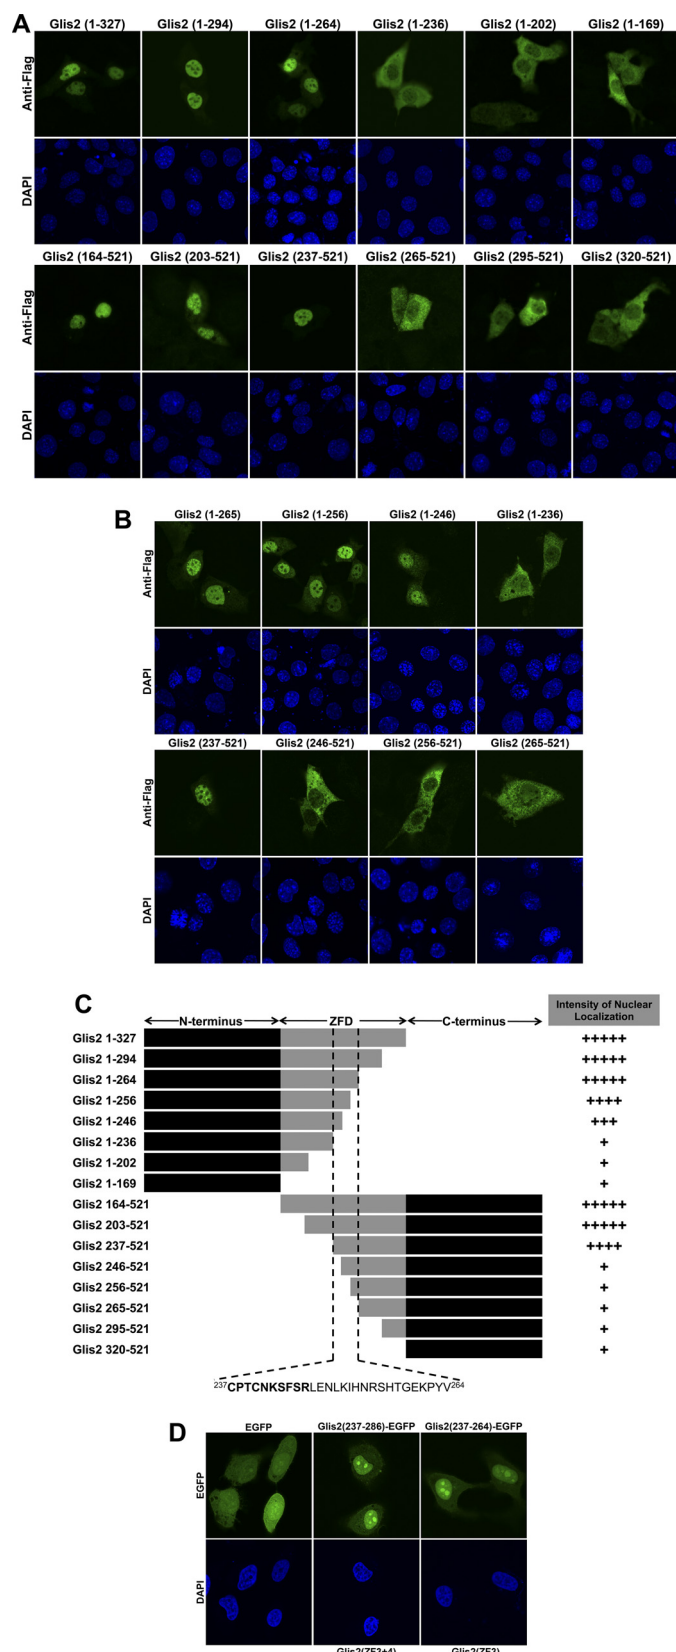 A
Glis2 (1-327) Glis2 (1-294) Glis2 (1-264) Glis2 (1-236) Glis2 (1-202) Glis2 (1-169)
Anti-Flag
DAPI
Glis2 (164-521) Glis2 (203-521) Glis2 (237-521) Glis2 (265-521) Glis2 (295-521) Glis2 (320-521)
Anti-Flag
DAPI
B
Glis2 (1-265) Glis2 (1-256) Glis2 (1-246) Glis2 (1-236)
Anti-Flag
DAPI
Glis2 (237-521) Glis2 (246-521) Glis2 (256-521) Glis2 (265-521)
Anti-Flag
DAPI
C
N-terminus ZFD C-terminus
Intensity of Nuclear
Localization
Glis2 1-327 +++++
Glis2 1-294 +++++
Glis2 1-264 +++++
Glis2 1-256 ++++
Glis2 1-246 +++
Glis2 1-236 +
Glis2 1-202 +
Glis2 1-169 +
Glis2 164-521 +++++
Glis2 203-521 +++++
Glis2 237-521 ++++
Glis2 246-521 +
Glis2 256-521 +
Glis2 265-521 +
Glis2 295-521 +
Glis2 320-521 +
237CPTCNKSFSRLENLKIHNRSHTGEKPYV264
D
EGFP Glis2(237-286)-EGFP Glis2(237-264)-EGFP
EGFP
DAPI
Glis2(ZF3+4) Glis2(ZF3)